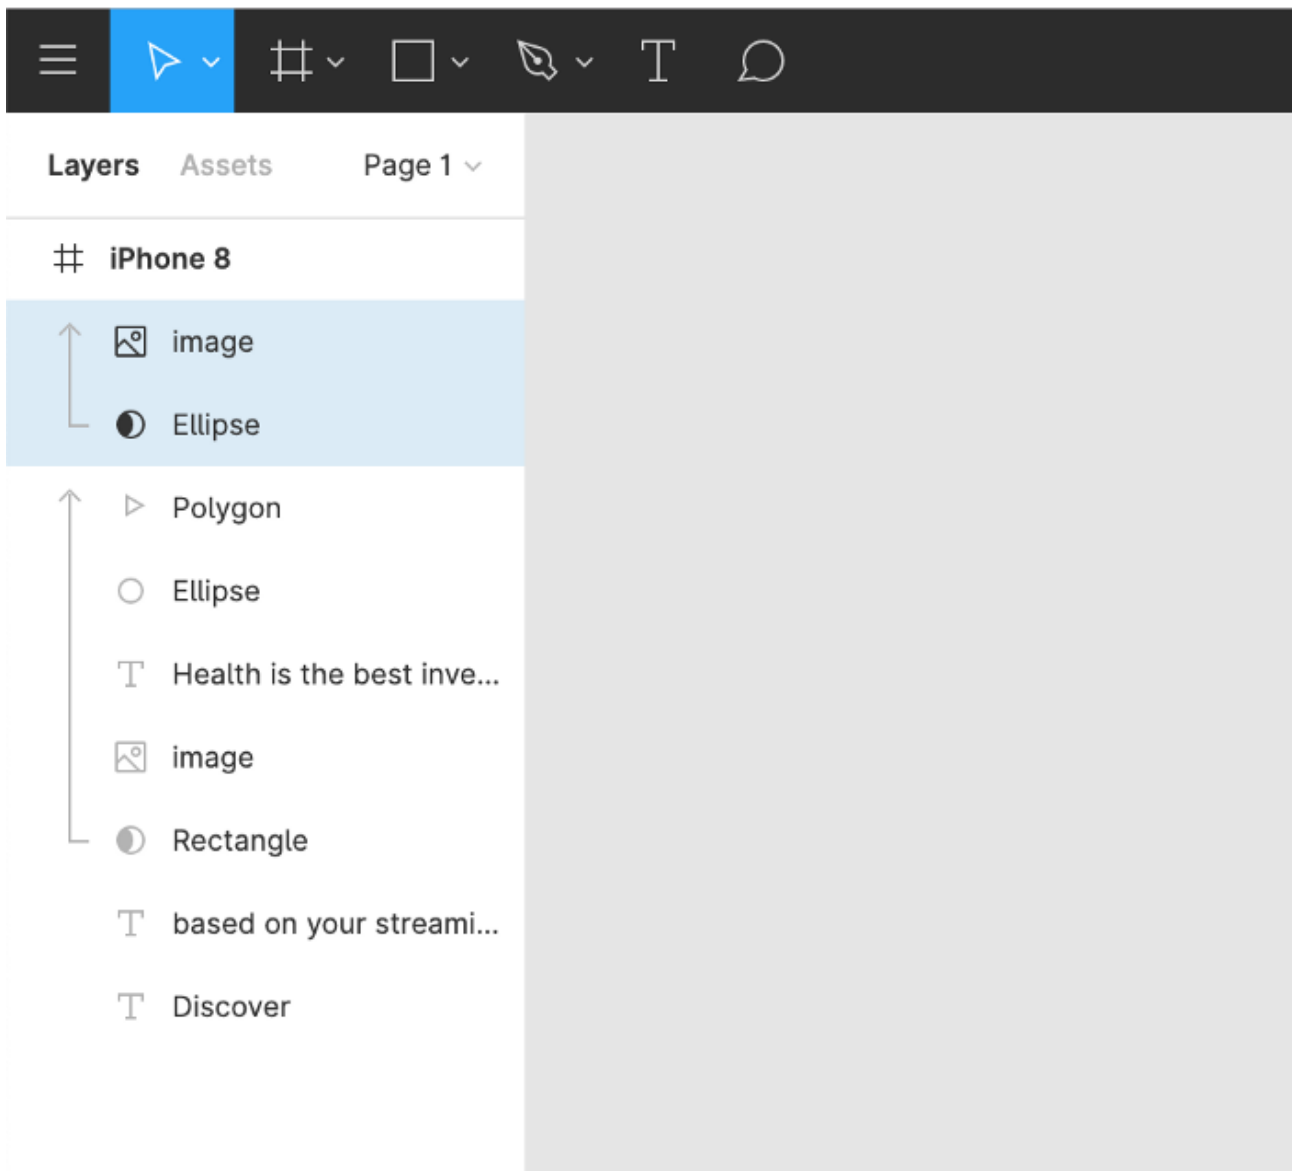 Layers Assets Page 1
iPhone 8
image
Ellipse
Polygon
Ellipse
Health is the best inve...
image
Rectangle
based on your streami...
Discover